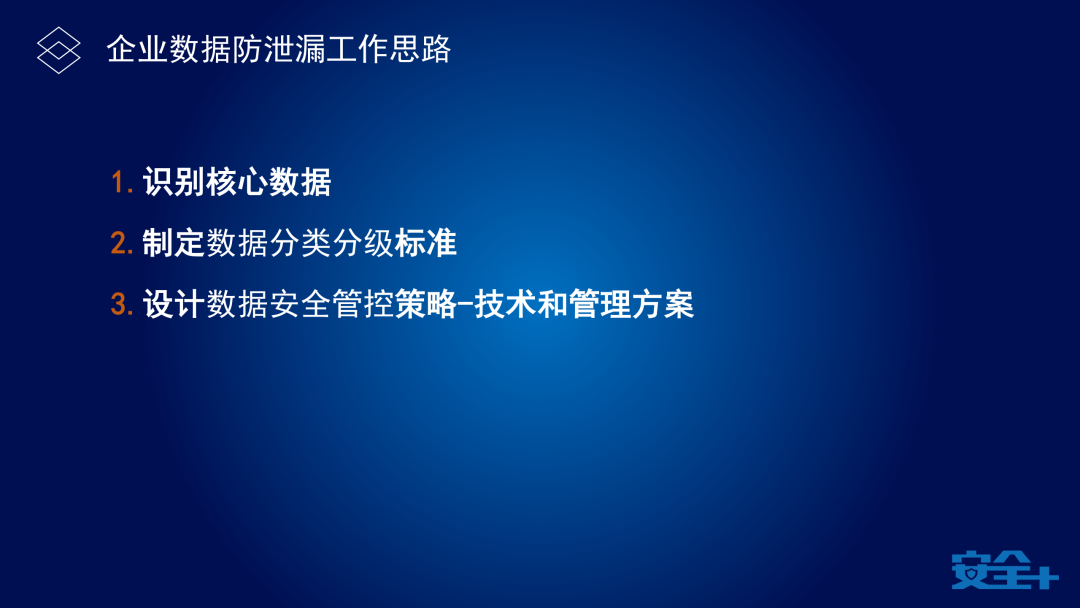 企业数据防泄漏工作思路
1.识别核心数据
2.制定数据分类分级标准
3.设计数据安全管控策略-技术和管理方案
安全+